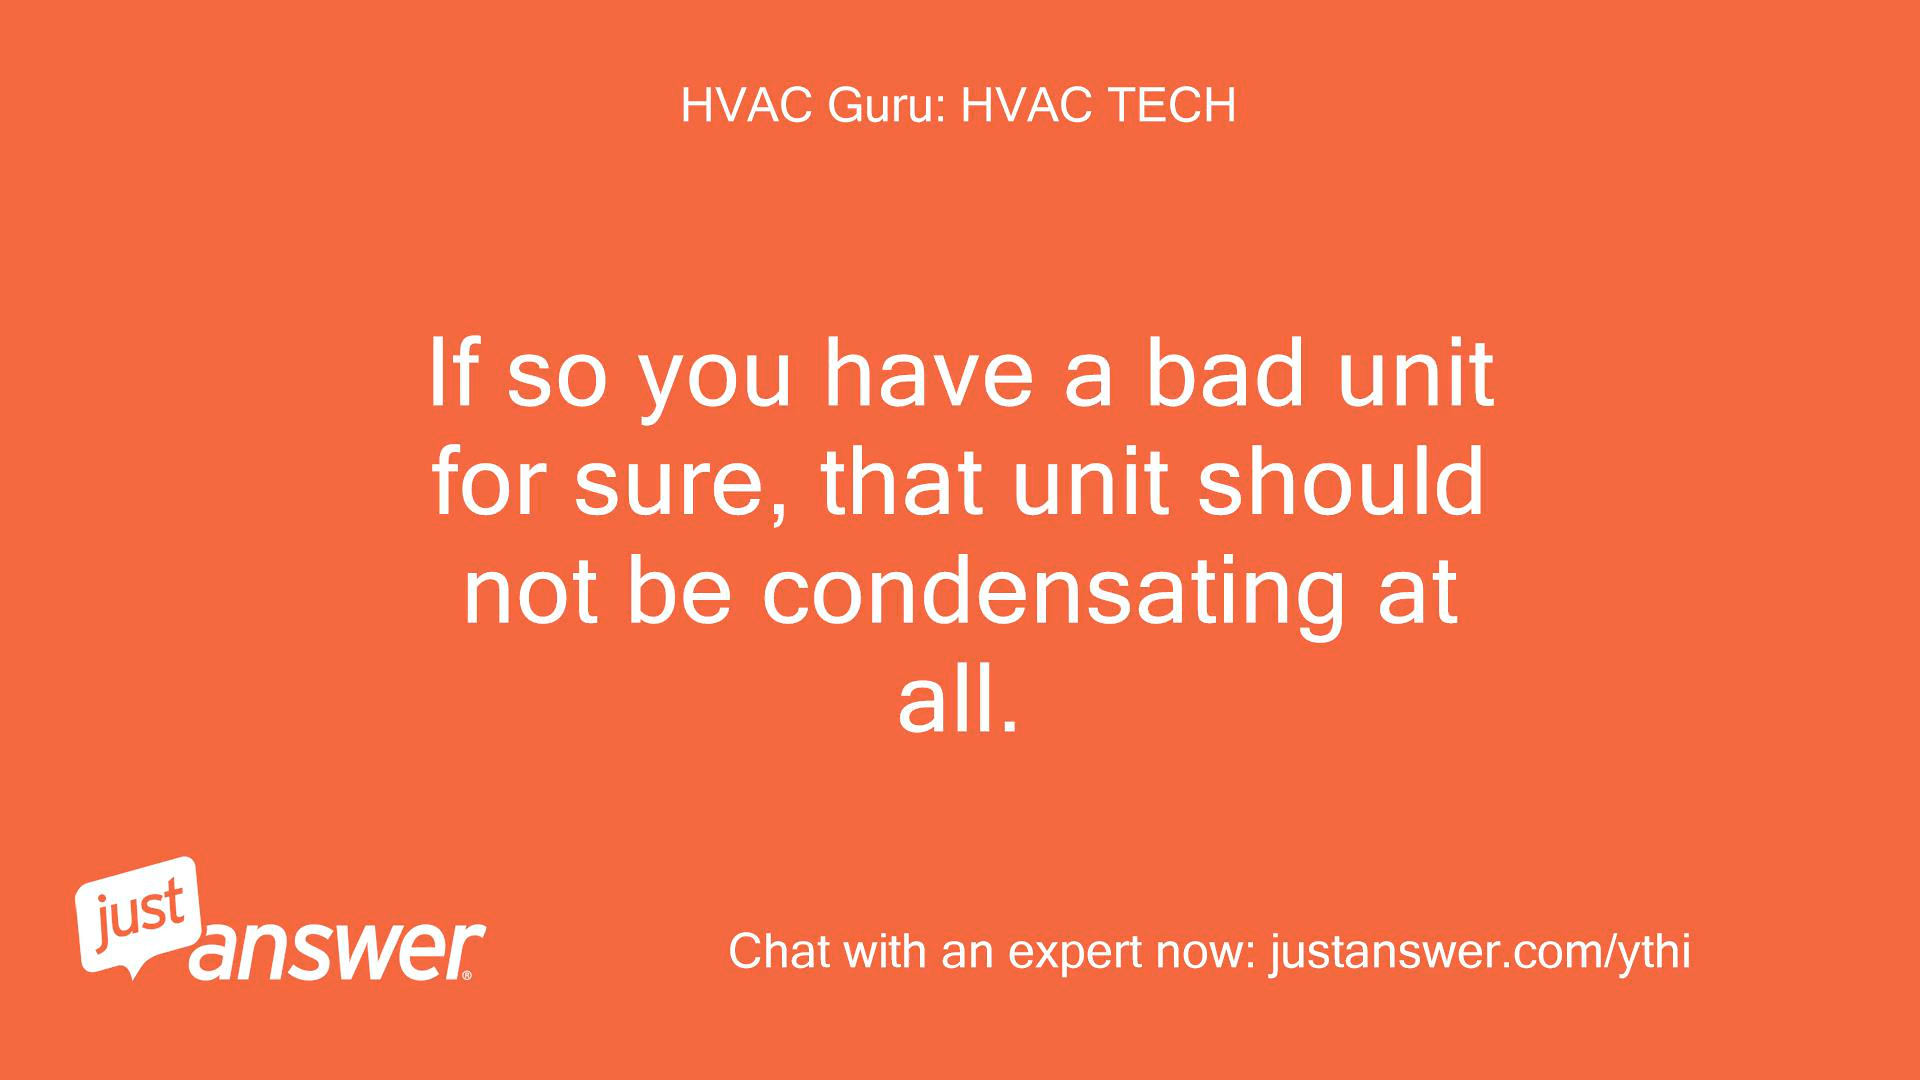 HVAC Guru: HVAC TECH
If so you have a bad unit
for sure, that unit should
not be condensating at
all.
just
answer®
Chat with an expert now: justanswer.com/ythi